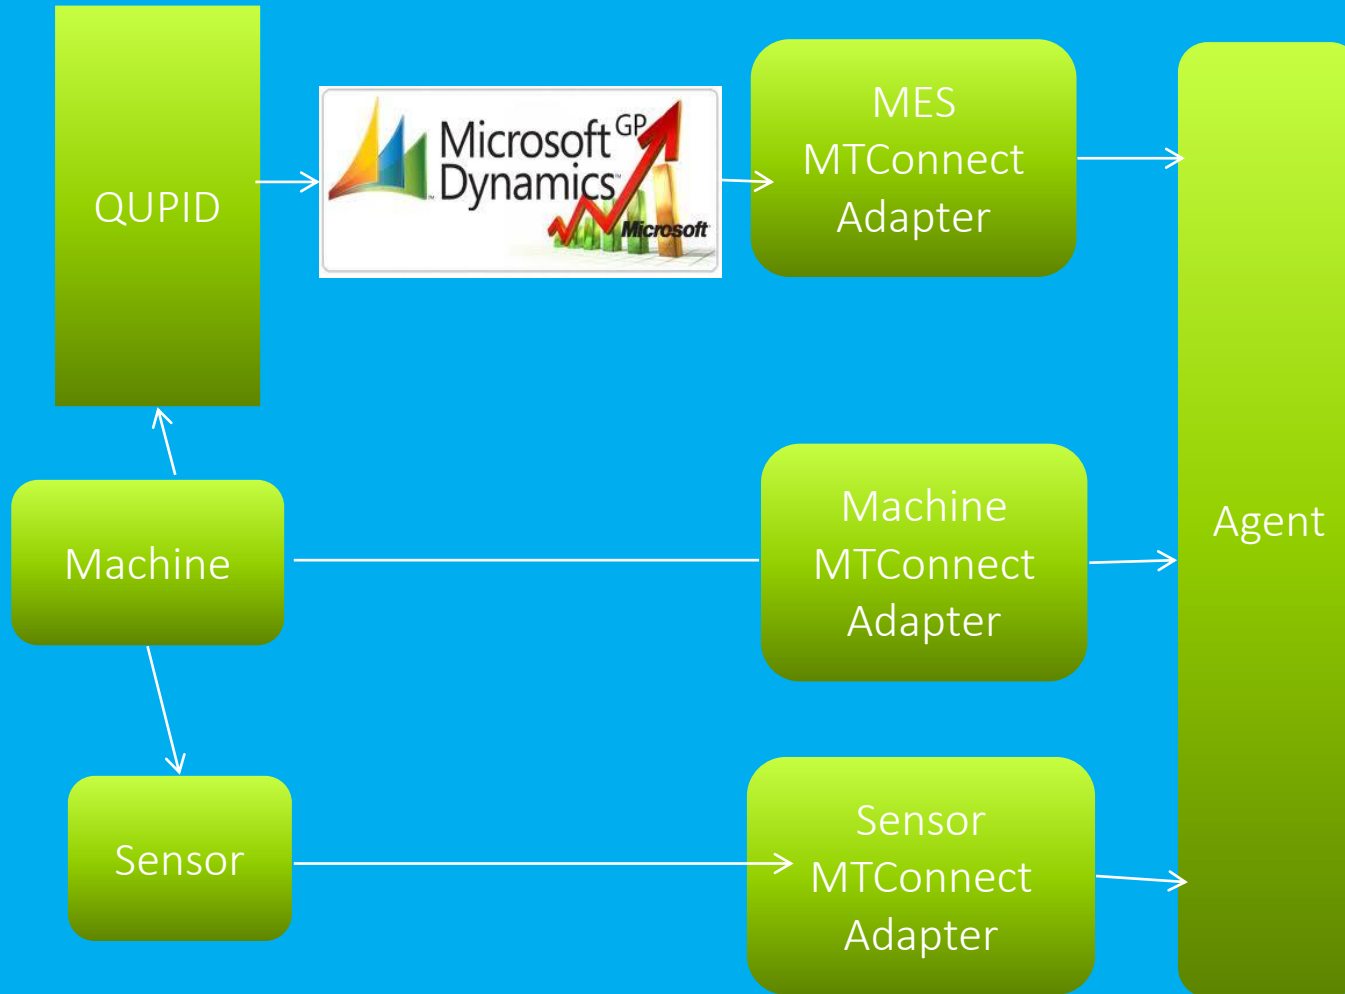 QUPID
Microsoft GP
Dynamics
Microsoft
MES
MTConnect
Adapter
Machine
Machine
MTConnect
Adapter
Agent
Sensor
Sensor
MTConnect
Adapter